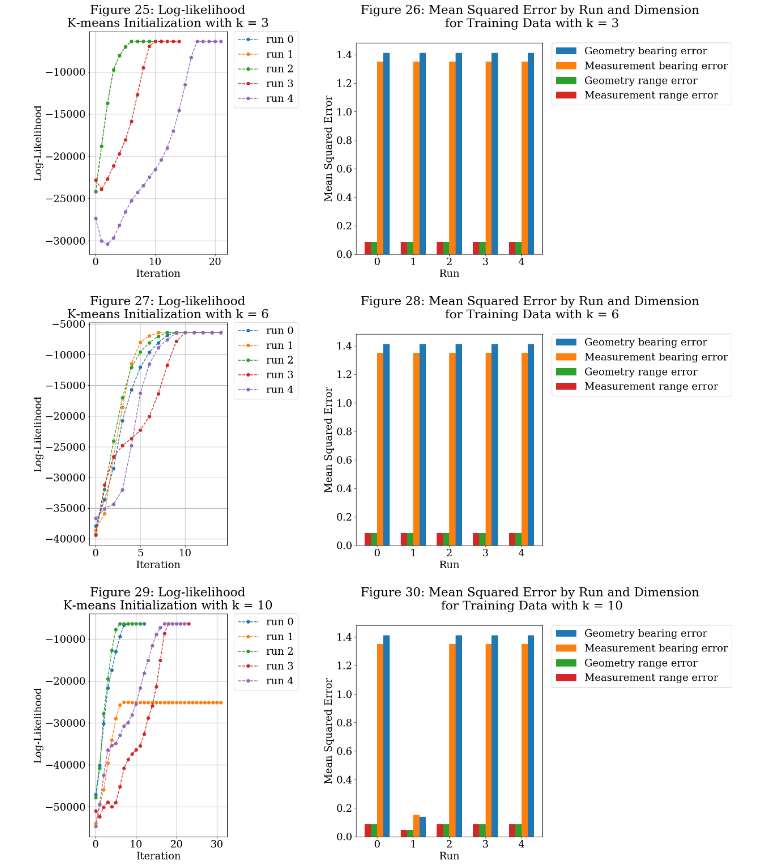 Figure 25: Log-likelihood
K-means Initialization with k = 3
Log-Likelihood
−10000
−15000
−20000
−25000
−30000
0
10
20
Iteration
run 0
run 1
run 2
run 3
run 4
Figure 26: Mean Squared Error by Run and Dimension
for Training Data with k = 3
Mean Squared Error
1.4
1.2
1.0
0.8
0.6
0.4
0.2
0.0
0
1
2
3
4
Run
Geometry bearing error
Measurement bearing error
Geometry range error
Measurement range error
Figure 27: Log-likelihood
K-means Initialization with k = 6
Log-Likelihood
−5000
−10000
−15000
−20000
−25000
−30000
−35000
−40000
0
5
10
Iteration
run 0
run 1
run 2
run 3
run 4
Figure 28: Mean Squared Error by Run and Dimension
for Training Data with k = 6
Mean Squared Error
1.4
1.2
1.0
0.8
0.6
0.4
0.2
0.0
0
1
2
3
4
Run
Geometry bearing error
Measurement bearing error
Geometry range error
Measurement range error
Figure 29: Log-likelihood
K-means Initialization with k = 10
Log-Likelihood
−10000
−20000
−30000
−40000
−50000
0
10
20
30
Iteration
run 0
run 1
run 2
run 3
run 4
Figure 30: Mean Squared Error by Run and Dimension
for Training Data with k = 10
Mean Squared Error
1.4
1.2
1.0
0.8
0.6
0.4
0.2
0.0
0
1
2
3
4
Run
Geometry bearing error
Measurement bearing error
Geometry range error
Measurement range error